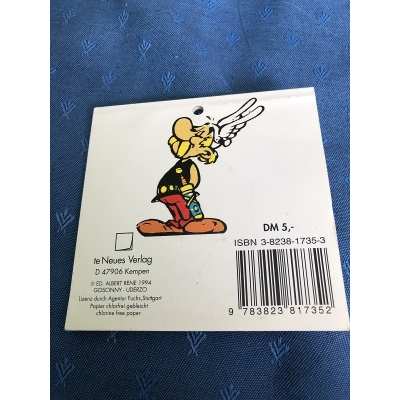 DM 5,-
ISBN 3-8238-1735-3
te Neues Verlag
D 47906 Kempen
© ED. ALBERT RENE 1994
GOSCINNY - UDERZO
Lizenz durch Agentur Fuchs, Stuttgart
Papier chlorfrei gebleicht
chlorine free paper
9 783823 817352